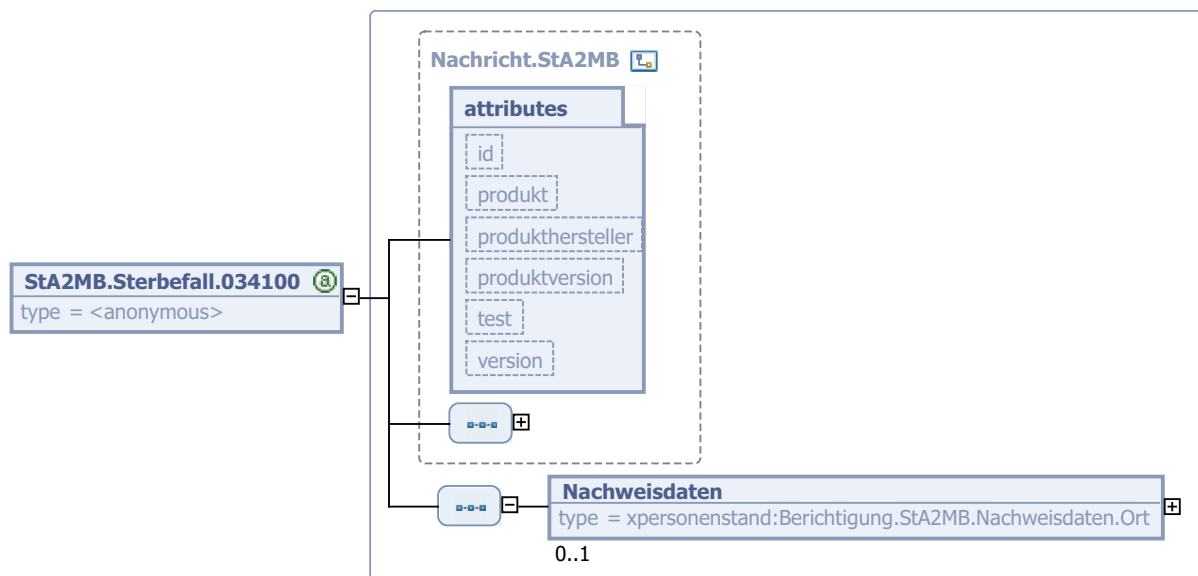 Nachricht.StA2MB
attributes
id
produkt
produkthersteller
produktversion
test
version
StA2MB.Sterbefall.034100 @
type = <anonymous>
Nachweisdaten
type = xpersonenstand:Berichtigung.StA2MB.Nachweisdaten.Ort
0..1